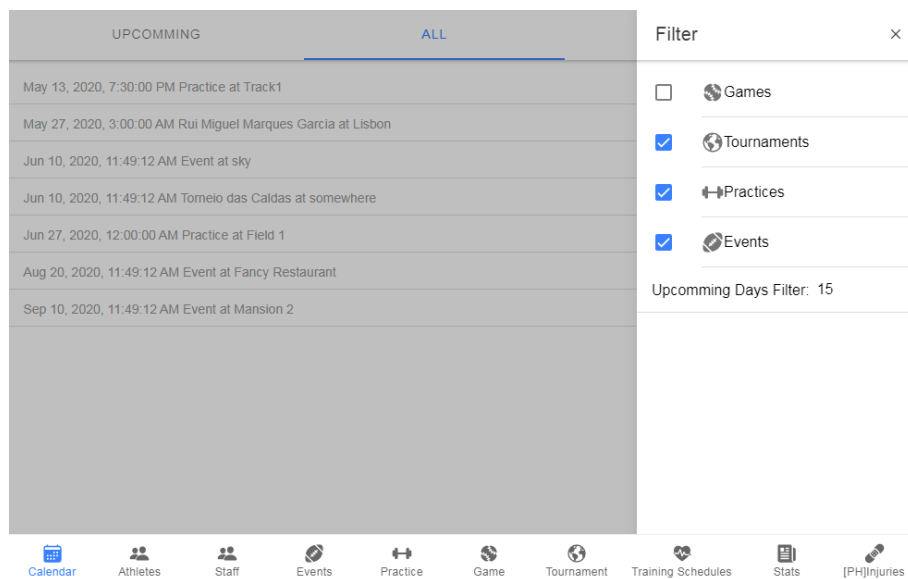 UPCOMMING
ALL
Filter
May 13, 2020, 7:30:00 PM Practice at Track1
May 27, 2020, 3:00:00 AM Rui Miguel Marques Garcia at Lisbon
Jun 10, 2020, 11:49:12 AM Event at sky
Jun 10, 2020, 11:49:12 AM Torneio das Caldas at somewhere
Jun 27, 2020, 12:00:00 AM Practice at Field 1
Aug 20, 2020, 11:49:12 AM Event at Fancy Restaurant
Sep 10, 2020, 11:49:12 AM Event at Mansion 2
Games
Tournaments
Practices
Events
Upcomming Days Filter: 15
Calendar
Athletes
Staff
Events
Practice
Game
Tournament
Training Schedules
Stats
[PH]Injuries